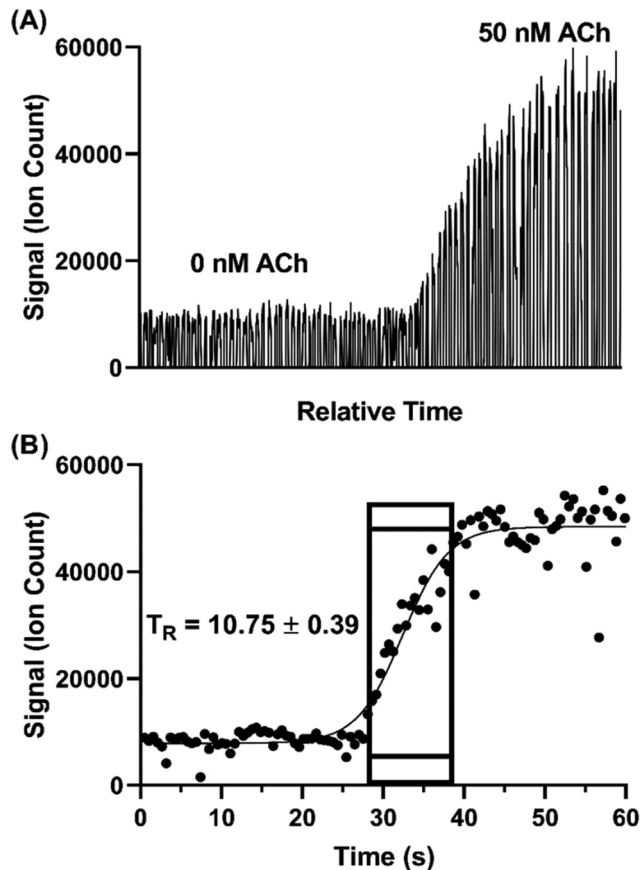 (A)
60000
50 nM ACh
40000
Signal (Ion Count)
0 nM ACh
20000
0
Relative Time
(B)
60000
40000
Signal (Ion Count)
T_R = 10.75 ± 0.39
20000
0
0 10 20 30 40 50 60
Time (s)